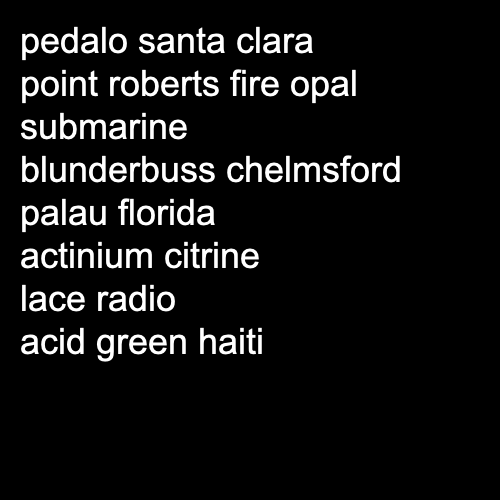 pedalo santa clara
point roberts fire opal
submarine
blunderbuss chelmsford
palau florida
actinium citrine
lace radio
acid green haiti